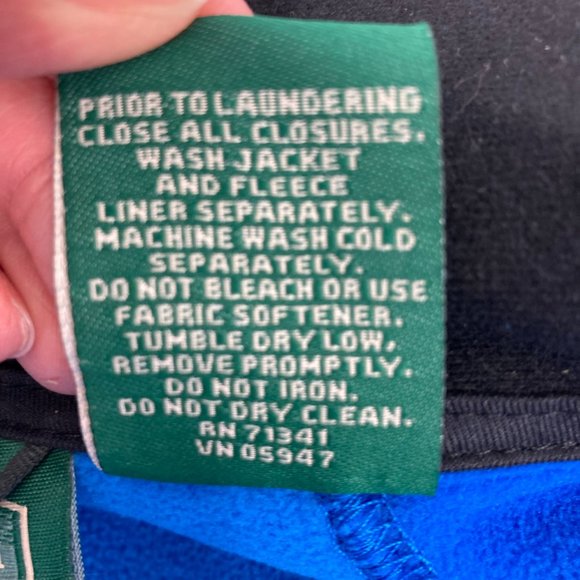 PRIOR TO LAUNDERING
CLOSE ALL CLOSURES.
WASH JACKET
AND FLEECE
LINER SEPARATELY.
MACHINE WASH COLD
SEPARATELY.
DO NOT BLEACH OR USE
FABRIC SOFTENER.
TUMBLE DRY LOW,
REMOVE PROMPTLY.
DO NOT IRON.
DO NOT DRY CLEAN.
RN 71341
VN 05947